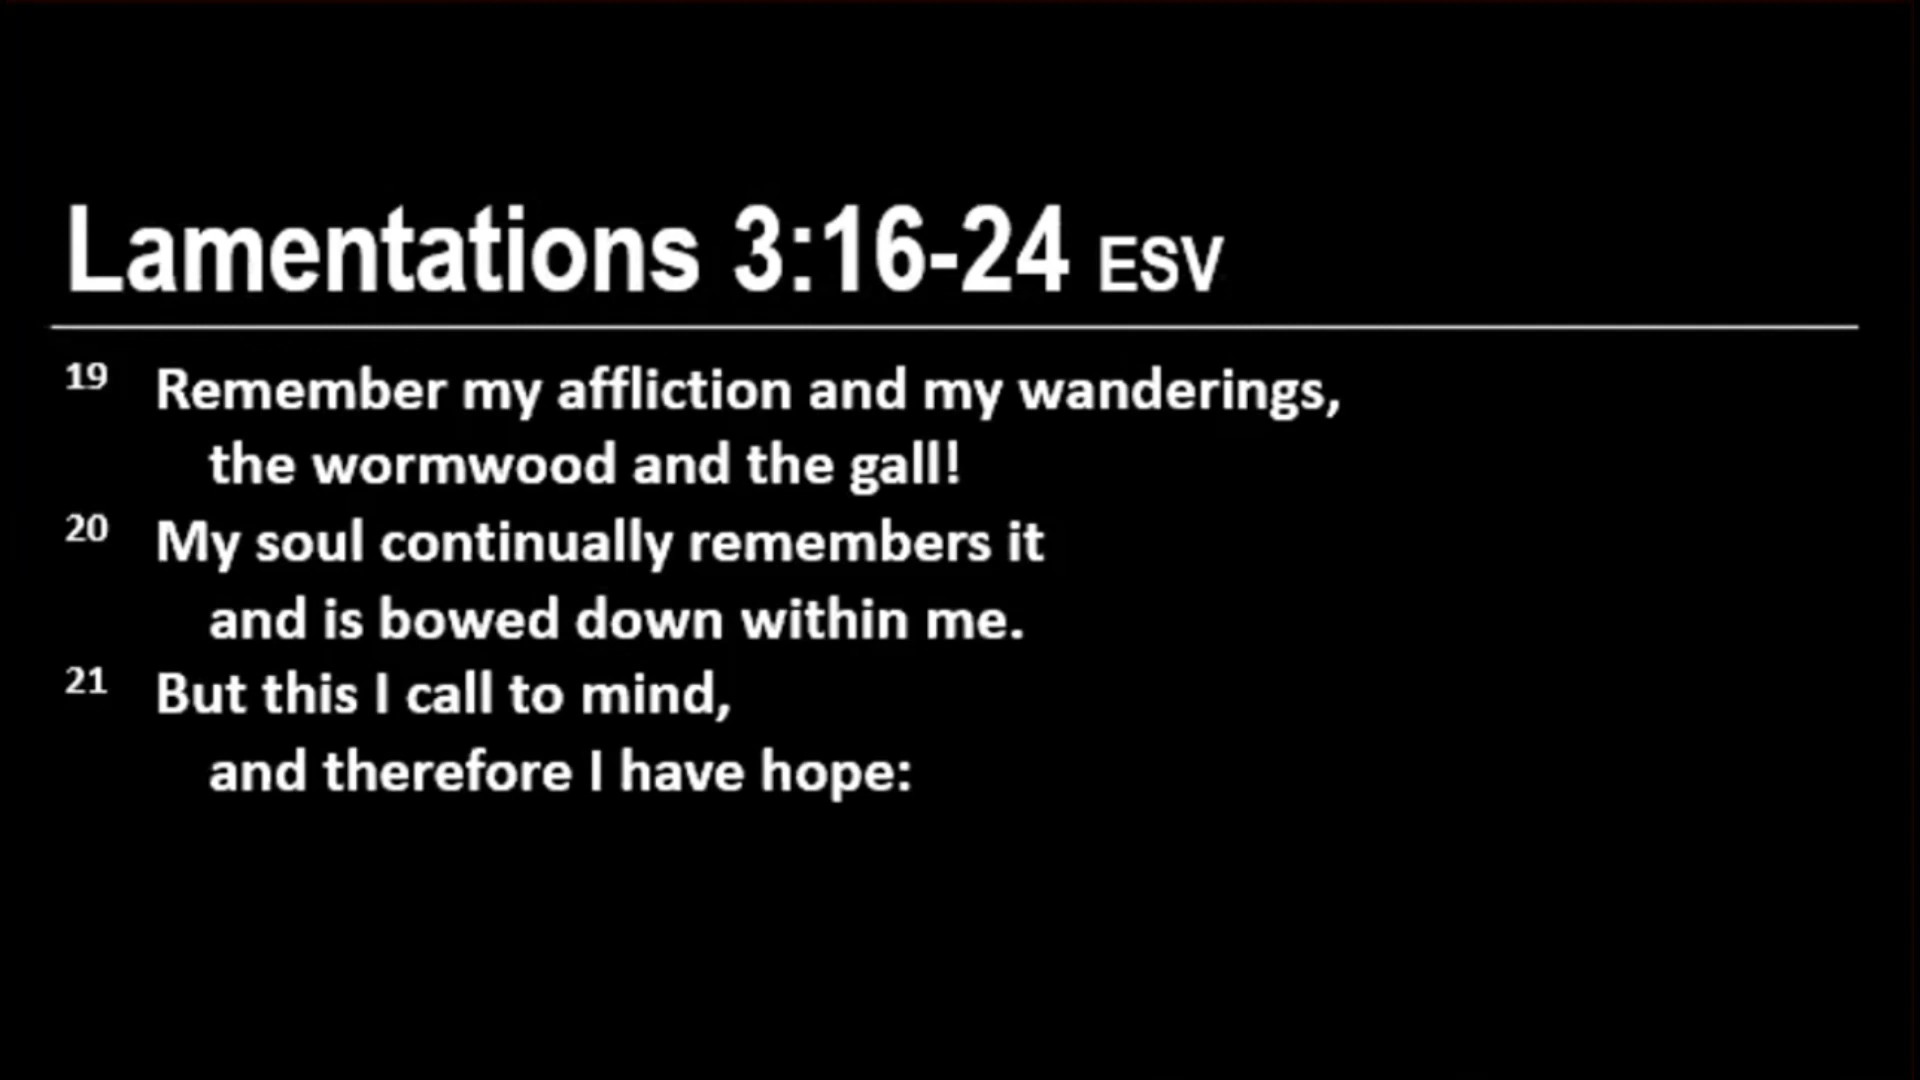 Lamentations 3:16-24 ESV
19 Remember my affliction and my wanderings,
the wormwood and the gall!
20 My soul continually remembers it
and is bowed down within me.
21 But this I call to mind,
and therefore I have hope: